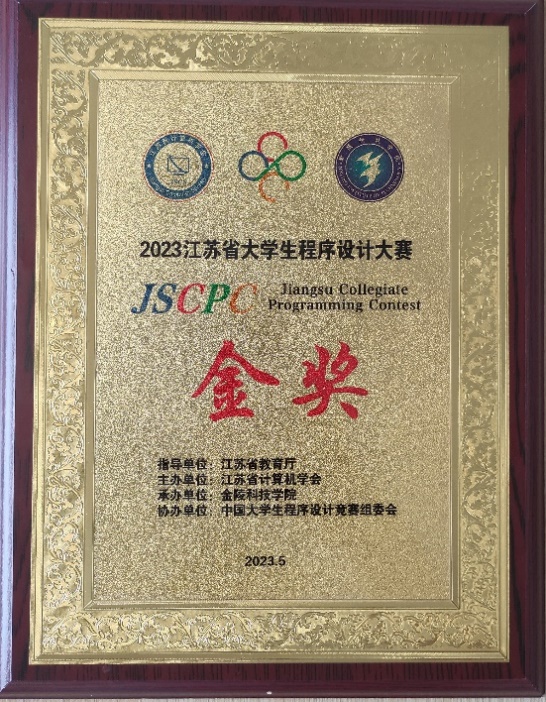 2023江苏省大学生程序设计大赛
JSCPC Jiangsu Collegiate
Programming Contest
金奖
指导单位：江苏省教育厅
主办单位：江苏省计算机学会
承办单位：金陵科技学院
协办单位：中国大学生程序设计竞赛组委会
2023.5